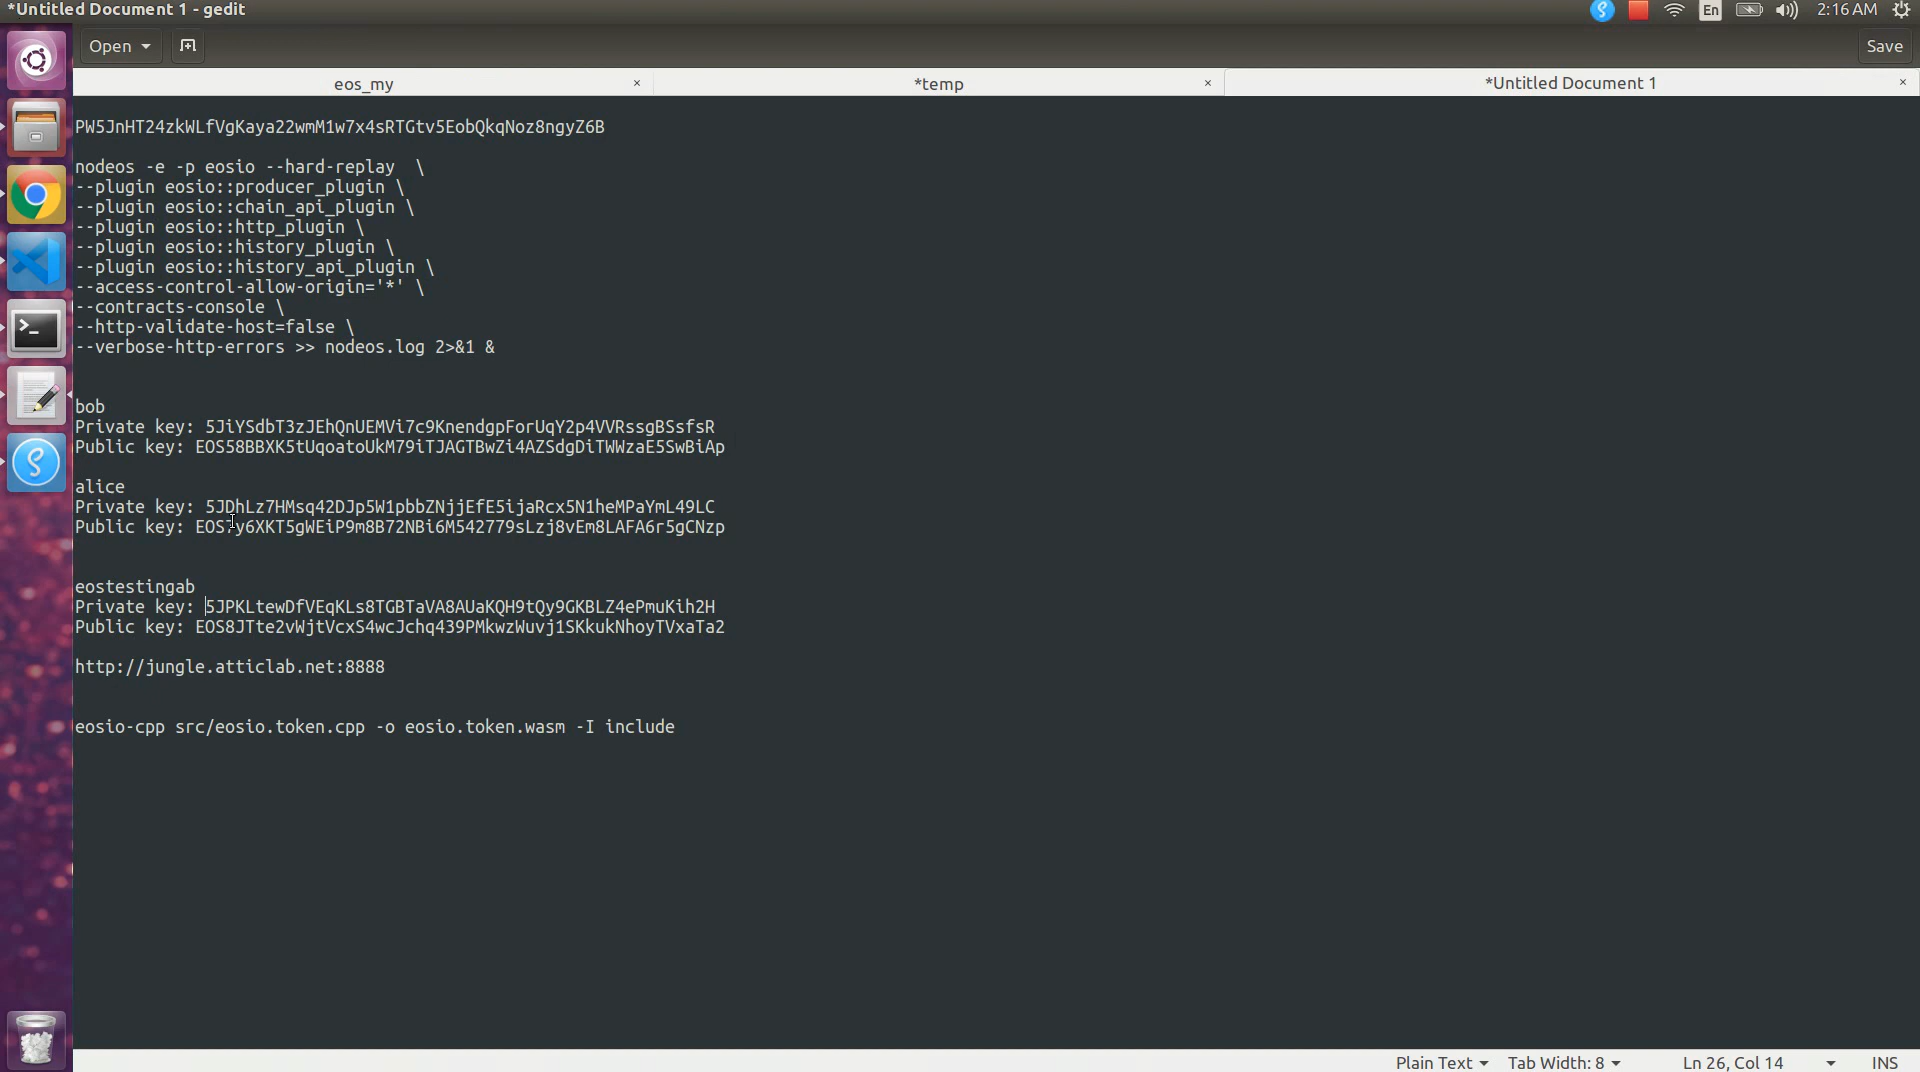 *Untitled Document 1 - gedit
En
2:16 AM
Open
Save
eos_my
*temp
*Untitled Document 1
PW5JnHT24zkWLfVgKaya22wmM1w7x4sRTGtv5EobQkqNoz8ngyZ6B
nodeos -e -p eosio --hard-replay  \
--plugin eosio::producer_plugin \
--plugin eosio::chain_api_plugin \
--plugin eosio::http_plugin \
--plugin eosio::history_plugin \
--plugin eosio::history_api_plugin \
--access-control-allow-origin='*' \
--contracts-console \
--http-validate-host=false \
--verbose-http-errors >> nodeos.log 2>&1 &
bob
Private key: 5JiYSdbT3zJEhQnUEMVi7c9KnendgpForUqY2p4VVRssgBSsfsR
Public key: EOS58BBXK5tUqoatoUkM79iTJAGTBwZi4AZSdgDiTWWzaE5SwBiAp
alice
Private key: 5JDhLz7HMsq42DJp5W1pbbZNjjEfE5ijaRcx5N1heMPaYmL49LC
Public key: EOS7y6XKT5gWEiP9m8B72NBi6M542779sLzj8vEm8LAFA6r5gCNzp
eostestingab
Private key: 5JPKLtewDfVEqKLs8TGBTaVA8AUaKQH9tQy9GKBLZ4ePmuKih2H
Public key: EOS8JTte2vWjtVcxS4wcJchq439PMkwzWuvj1SKkukNhoyTVxaTa2
http://jungle.atticlab.net:8888
eosio-cpp src/eosio.token.cpp -o eosio.token.wasm -I include
Plain Text
Tab Width: 8
Ln 26, Col 14
INS